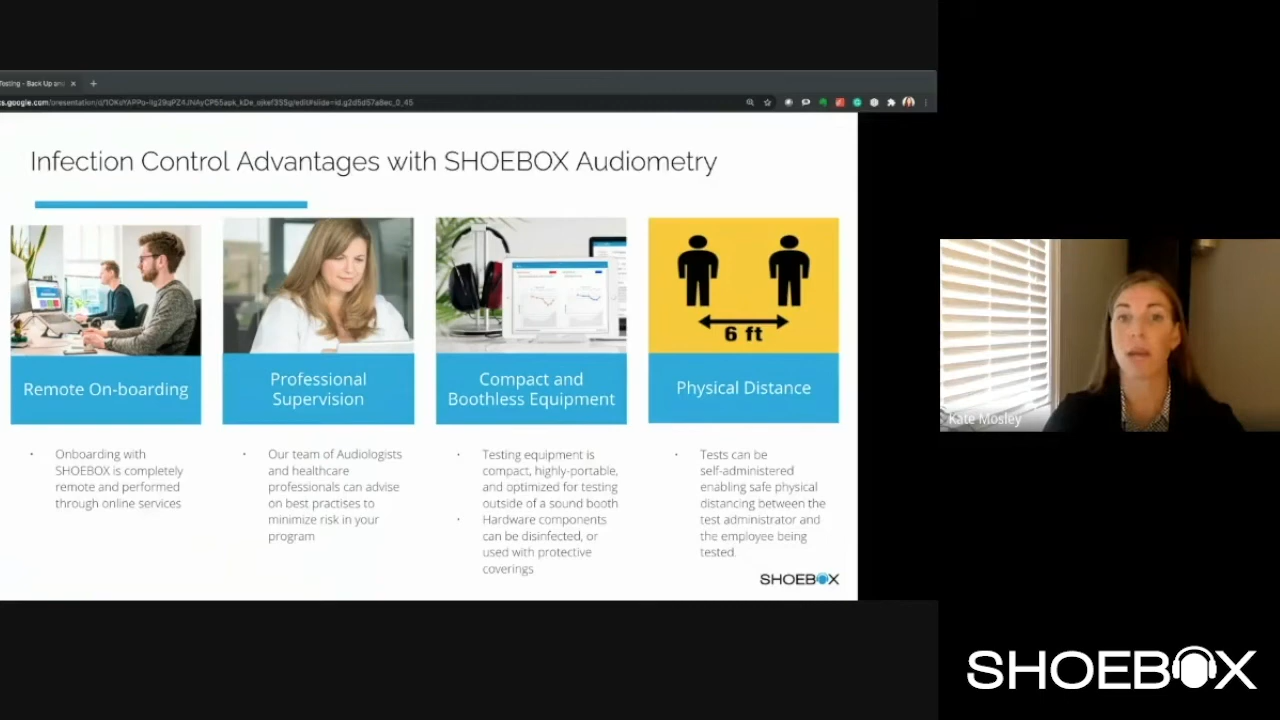 Testing - Back Up and
Infection Control Advantages with SHOEBOX Audiometry
6 ft
Remote On-boarding
Professional
Supervision
Compact and
Boothless Equipment
Physical Distance
• Onboarding with
SHOEBOX is completely
remote and performed
through online services
• Our team of Audiologists
and healthcare
professionals can advise
on best practises to
minimize risk in your
program
• Testing equipment is
compact, highly-portable,
and optimized for testing
outside of a sound booth
• Hardware components
can be disinfected, or
used with protective
coverings
• Tests can be
self-administered
enabling safe physical
distancing between the
test administrator and
the employee being
tested.
SHOEBOX
Kate Mosley
SHOEBOX